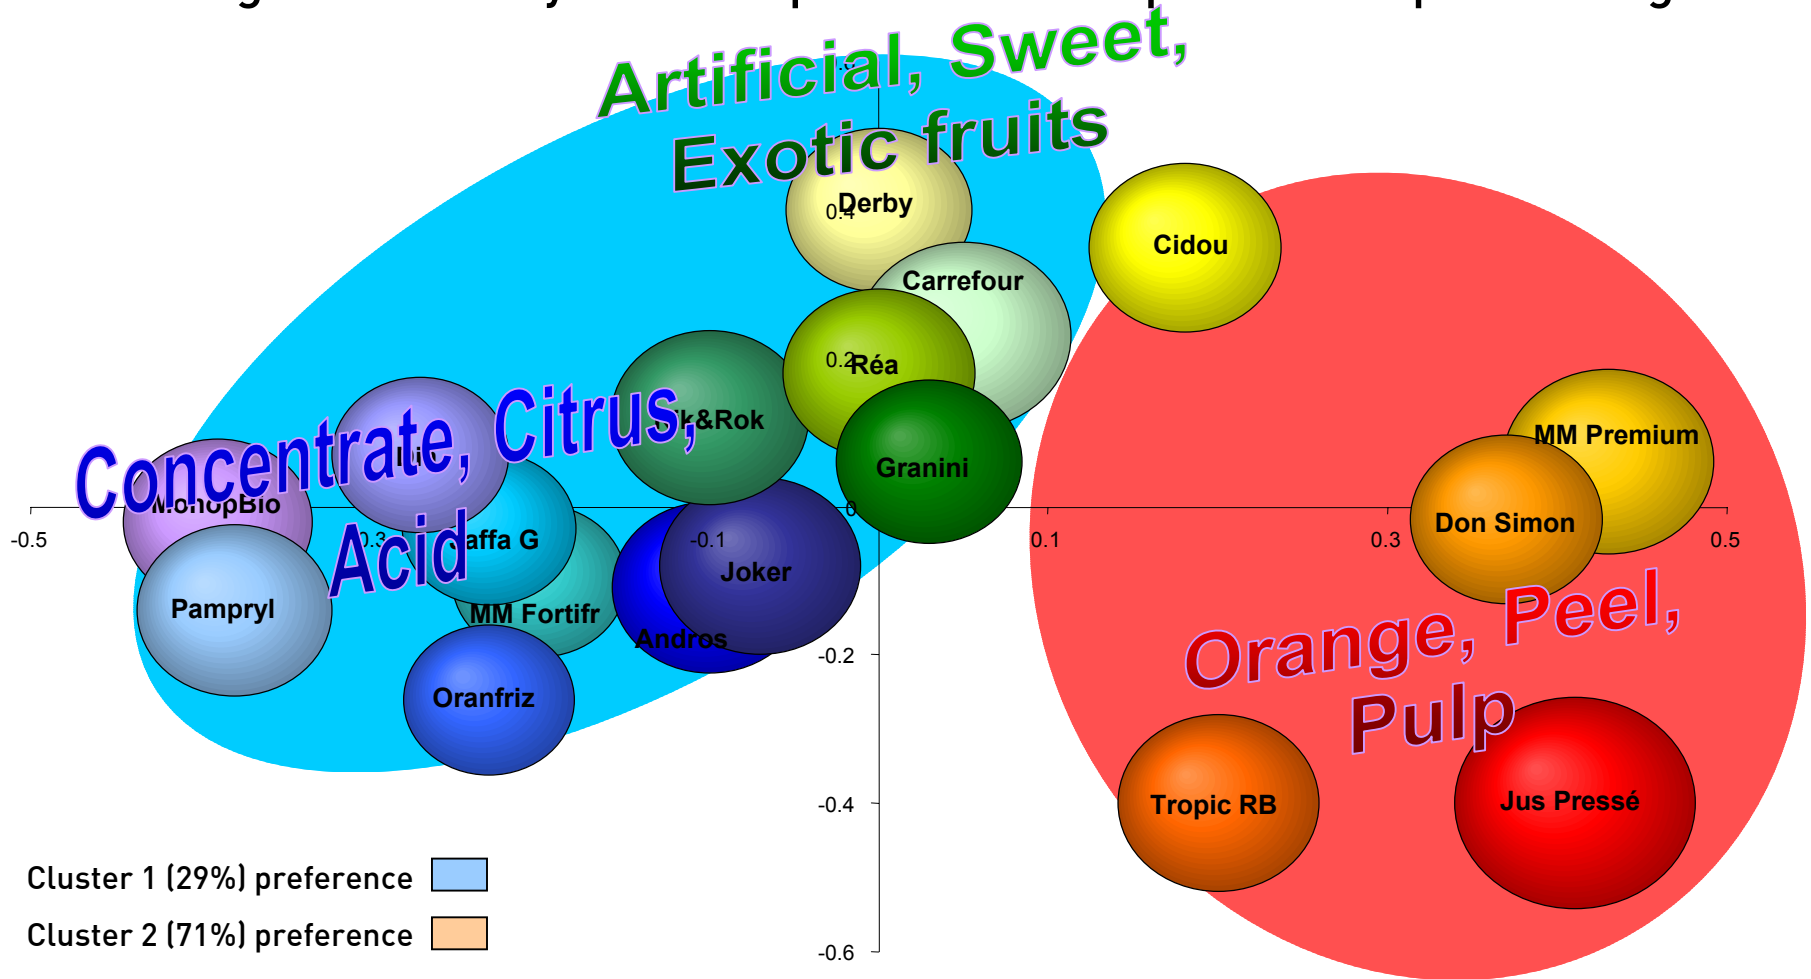 Artificial, Sweet,
Exotic fruits
Derby
0.4
Cidou
Carrefour
0.2
Réa
Concentrate, Citrus,
Acid
k&Rok
Granini
MM Premium
MonopBio
0
Don Simon
-0.5
Jaffa G
-0.1
0.1
0.3
0.5
Joker
Pampryl
MM Fortifr
Andros
-0.2
Orange, Peel,
Pulp
Oranfriz
-0.4
Tropic RB
Jus Pressé
Cluster 1 (29%) preference
Cluster 2 (71%) preference
-0.6